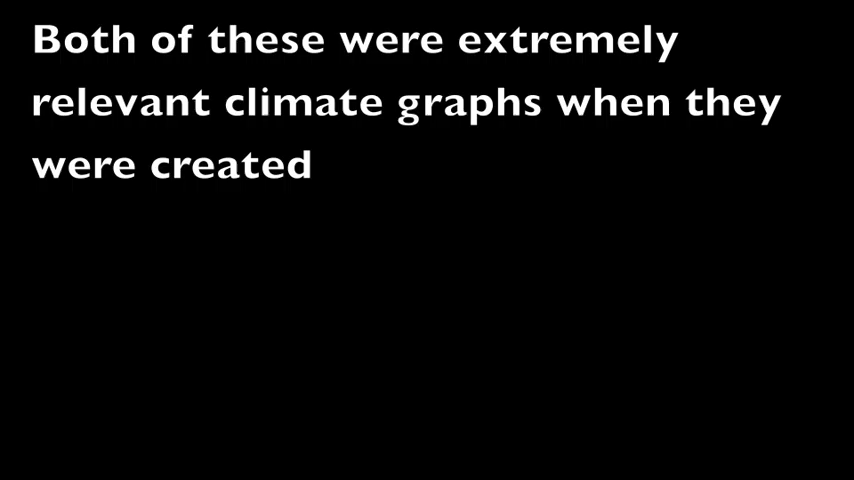 Both of these were extremely
relevant climate graphs when they
were created